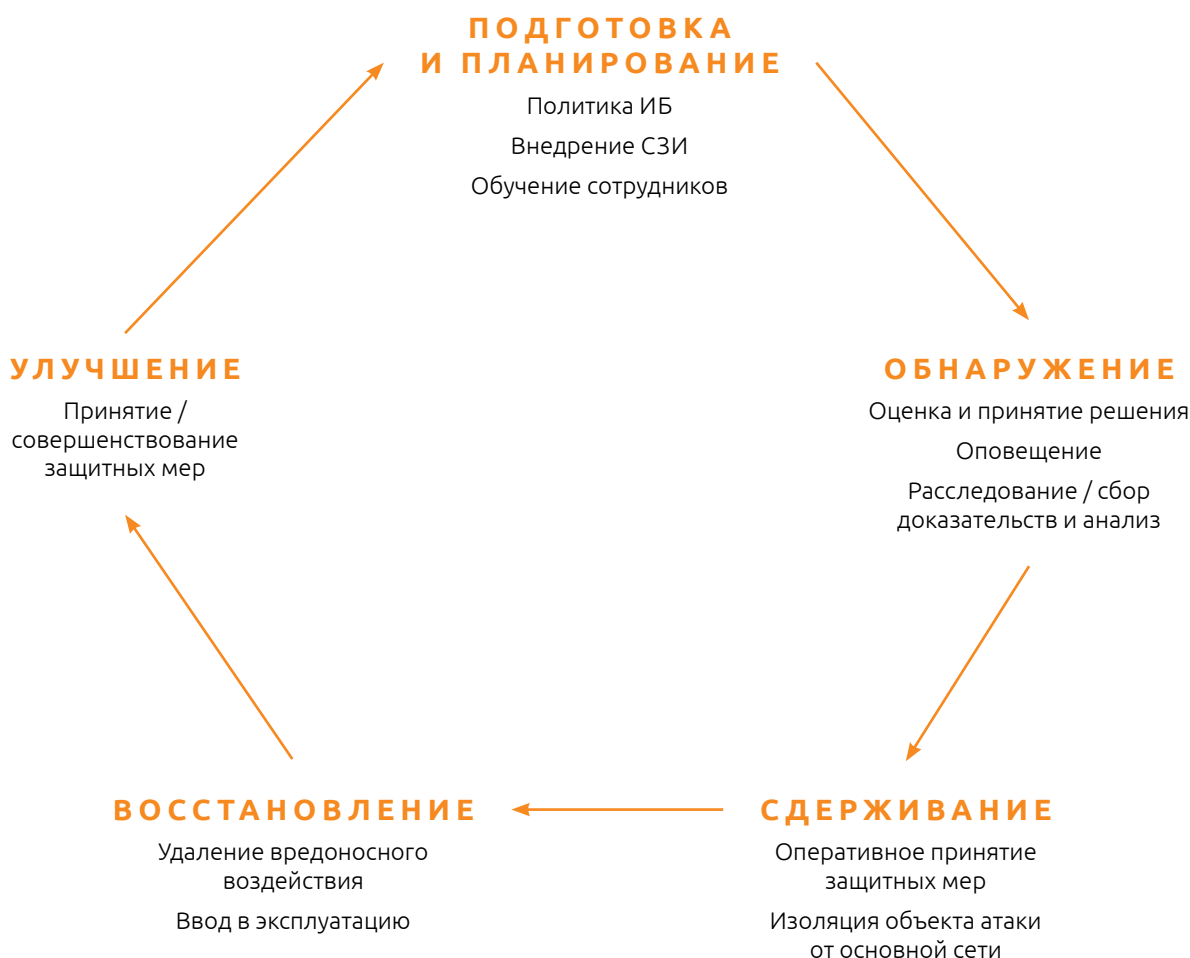 ПОДГОТОВКА
И ПЛАНИРОВАНИЕ
Политика ИБ
Внедрение СЗИ
Обучение сотрудников
ОБНАРУЖЕНИЕ
Оценка и принятие решения
Оповещение
Расследование / сбор
доказательств и анализ
СДЕРЖИВАНИЕ
Оперативное принятие
защитных мер
Изоляция объекта атаки
от основной сети
ВОССТАНОВЛЕНИЕ
Удаление вредоносного
воздействия
Ввод в эксплуатацию
УЛУЧШЕНИЕ
Принятие /
совершенствование
защитных мер